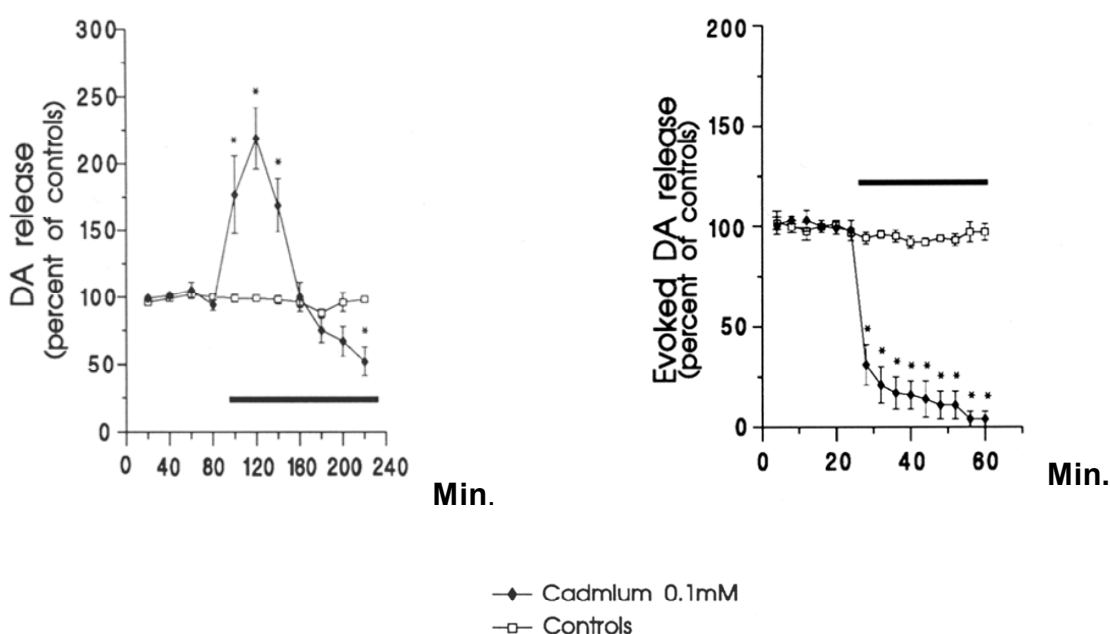 DA release
(percent of controls)
300
250
200
150
100
50
0
*
*
*
*
0 40 80 120 160 200 240
Min.
Evoked DA release
(percent of controls)
200
150
100
50
0
* * * * * * * * *
0 20 40 60
Min.
Cadmium 0.1mM
Controls